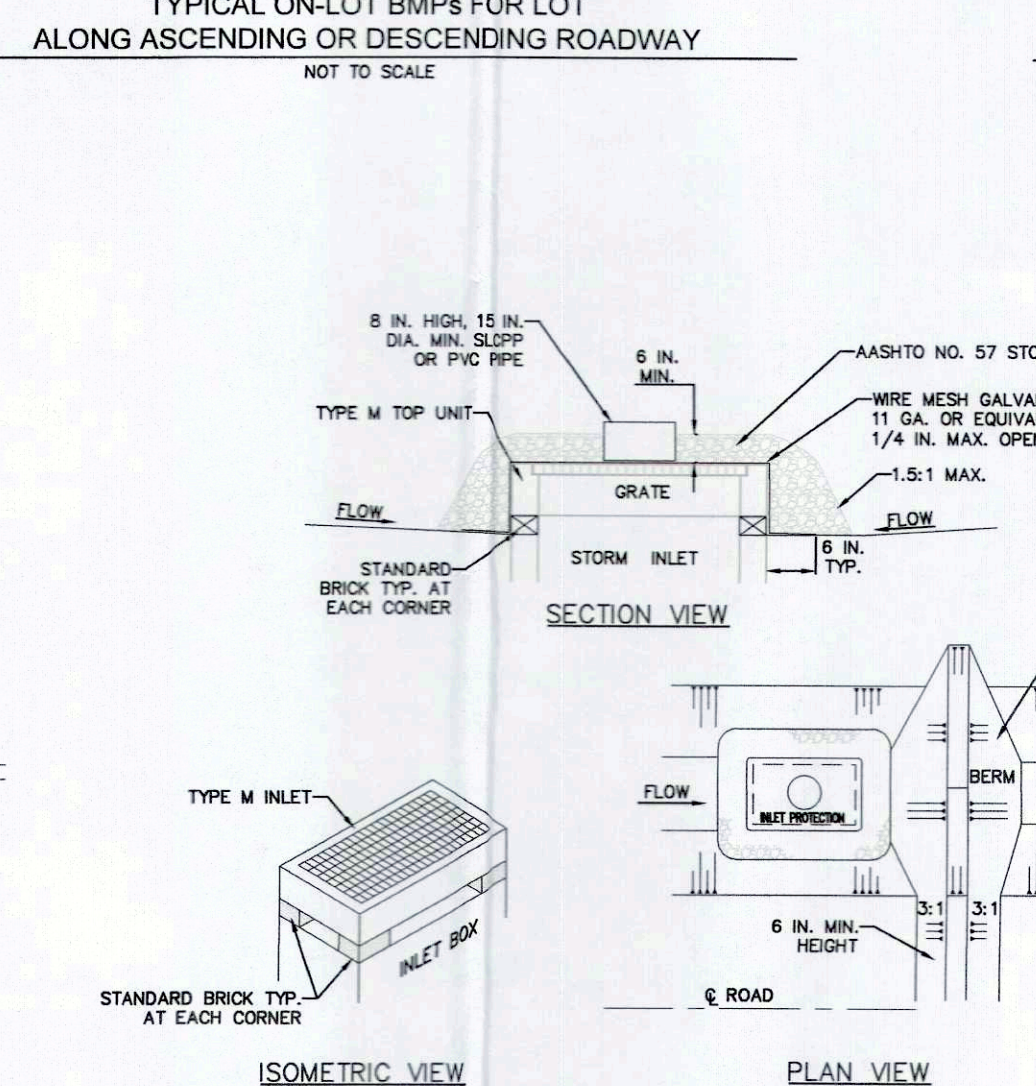 TYPICAL ON-LOT BMPs FOR LOT
ALONG ASCENDING OR DESCENDING ROADWAY
NOT TO SCALE
8 IN. HIGH, 15 IN.
DIA. MIN. SLCPP
OR PVC PIPE
6 IN.
MIN.
AASHTO NO. 57
TYPE M TOP UNIT
WIRE MESH
11 GA. OR
1/4 IN. MAX.
1.5:1 MAX.
GRATE
FLOW
FLOW
STORM INLET
6 IN.
TYP.
STANDARD
BRICK TYP. AT
EACH CORNER
SECTION VIEW
TYPE M INLET
FLOW
INLET PROTECTION
BERM
3:1
3:1
6 IN. MIN.
HEIGHT
INLET BOX
STANDARD BRICK TYP.
AT EACH CORNER
℄ ROAD
ISOMETRIC VIEW
PLAN VIEW